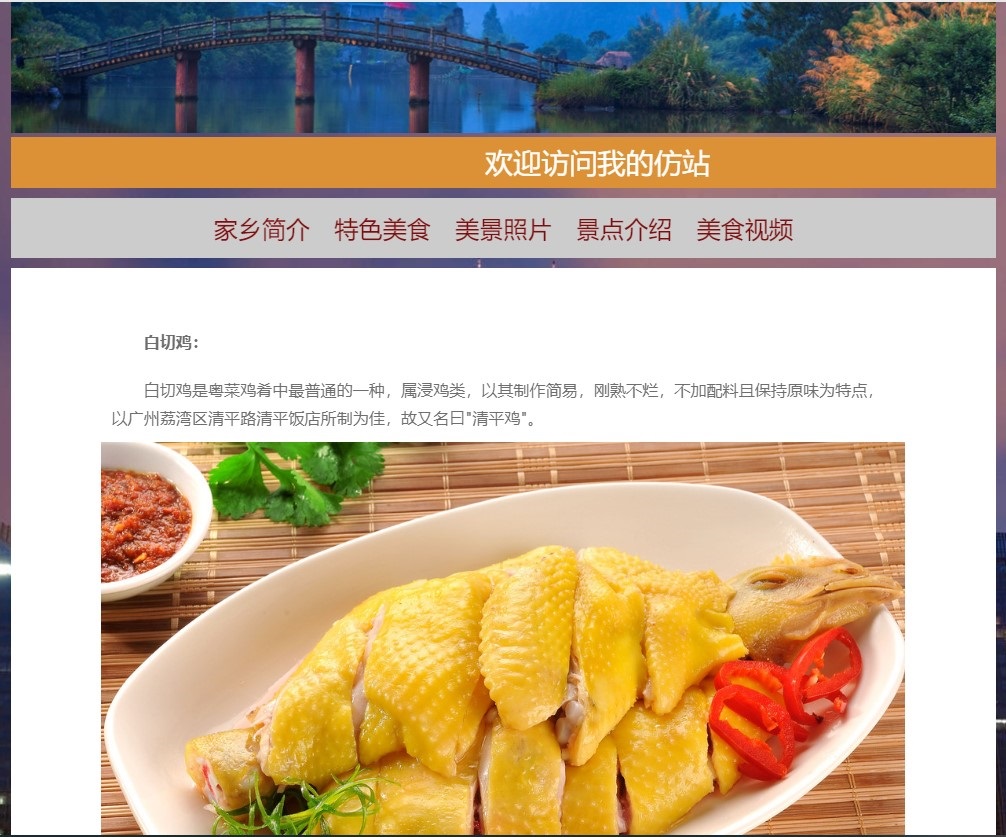 欢迎访问我的仿站
家乡简介 特色美食 美景照片 景点介绍 美食视频
白切鸡：
白切鸡是粤菜鸡肴中最普通的一种，属浸鸡类，以其制作简易，刚熟不烂，不加配料且保持原味为特点，
以广州荔湾区清平路清平饭店所制为佳，故又名曰"清平鸡"。